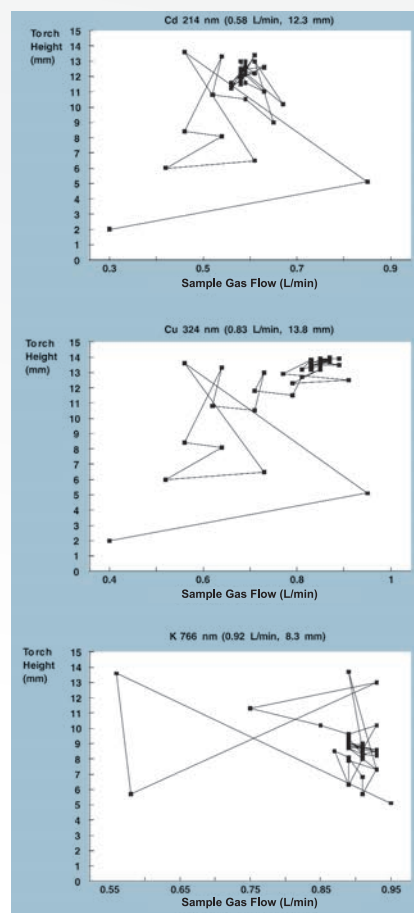 Cd 214 nm (0.58 L/min, 12.3 mm)
Torch
Height
(mm)
15
14
13
12
11
10
9
8
7
6
5
4
3
2
1
0
0.3 0.5 0.7 0.9
Sample Gas Flow (L/min)
Cu 324 nm (0.83 L/min, 13.8 mm)
Torch
Height
(mm)
15
14
13
12
11
10
9
8
7
6
5
4
3
2
1
0
0.4 0.6 0.8 1
Sample Gas Flow (L/min)
K 766 nm (0.92 L/min, 8.3 mm)
Torch
Height
(mm)
15
14
13
12
11
10
9
8
7
6
5
4
3
2
1
0
0.55 0.65 0.75 0.85 0.95
Sample Gas Flow (L/min)